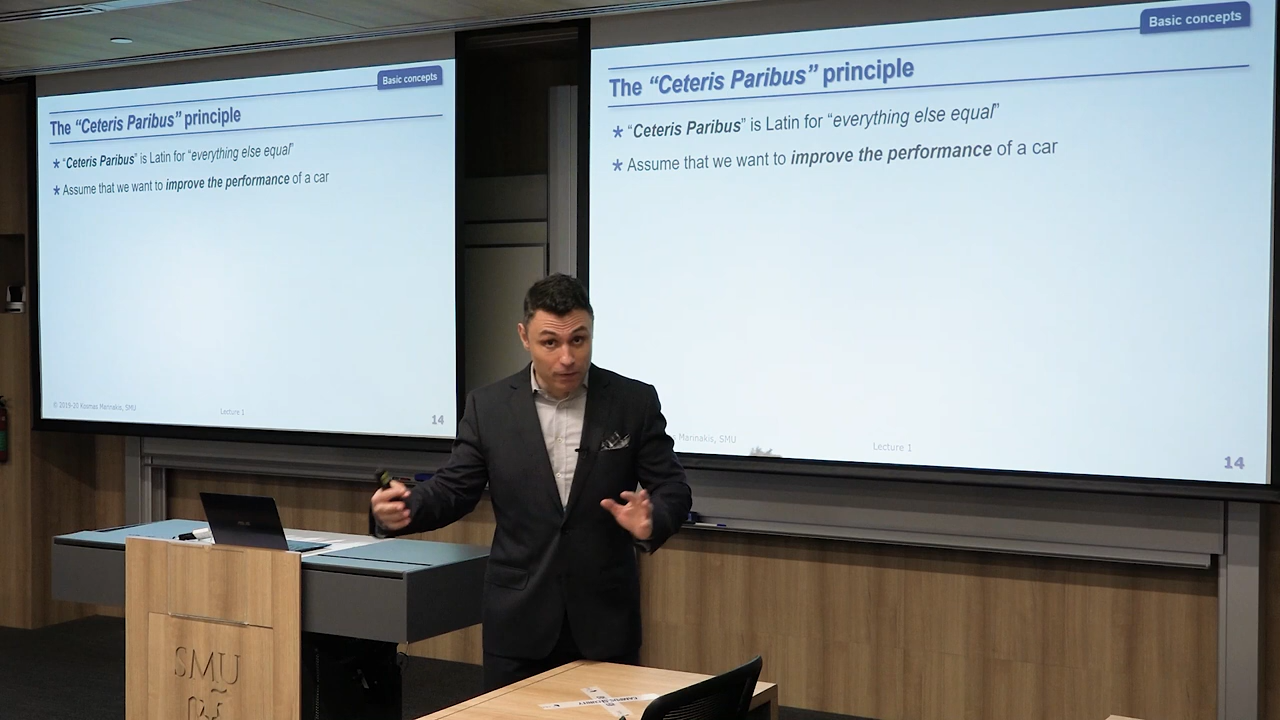 Basic concepts
The “Ceteris Paribus” principle
* “Ceteris Paribus” is Latin for “everything else equal”
* Assume that we want to improve the performance of a car
© 2019-20 Kosmas Marinakis, SMU
Lecture 1
14
Basic concepts
The “Ceteris Paribus” principle
* “Ceteris Paribus” is Latin for “everything else equal”
* Assume that we want to improve the performance of a car
Marinakis, SMU
Lecture 1
14
SMU